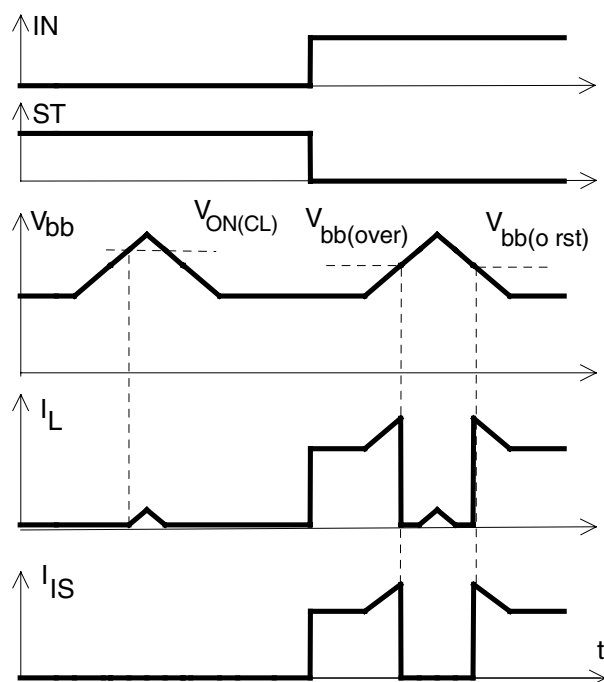 IN
ST
Vbb
VON(CL)
Vbb(over)
Vbb(o rst)
IL
IIS
t